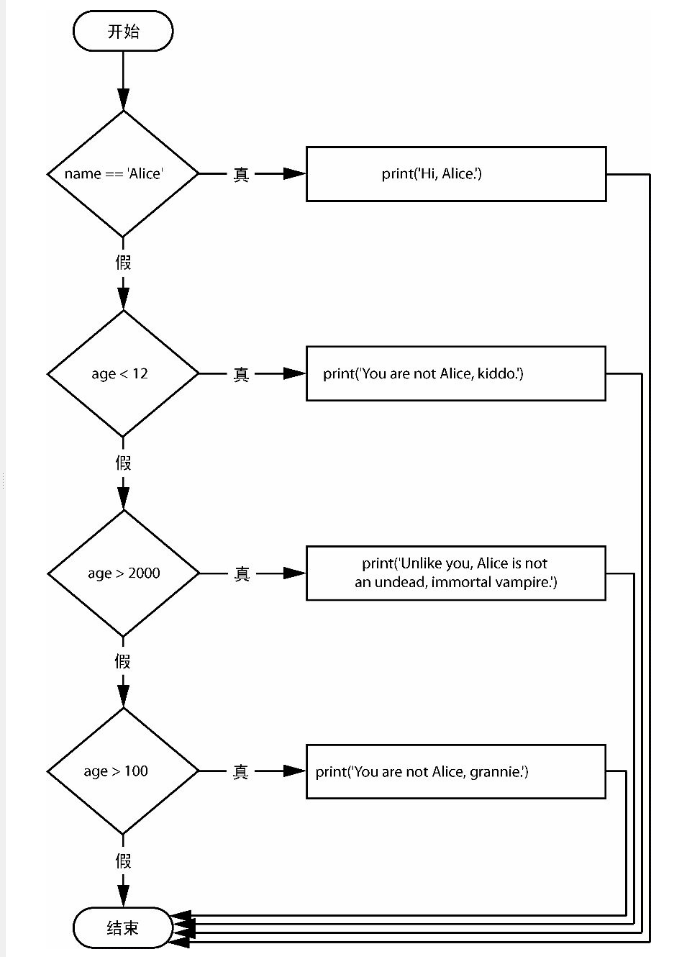 开始
name == 'Alice'
真
print('Hi, Alice.')
假
age < 12
真
print('You are not Alice, kiddo.')
假
age > 2000
真
print('Unlike you, Alice is not
an undead, immortal vampire.')
假
age > 100
真
print('You are not Alice, grannie.')
假
结束